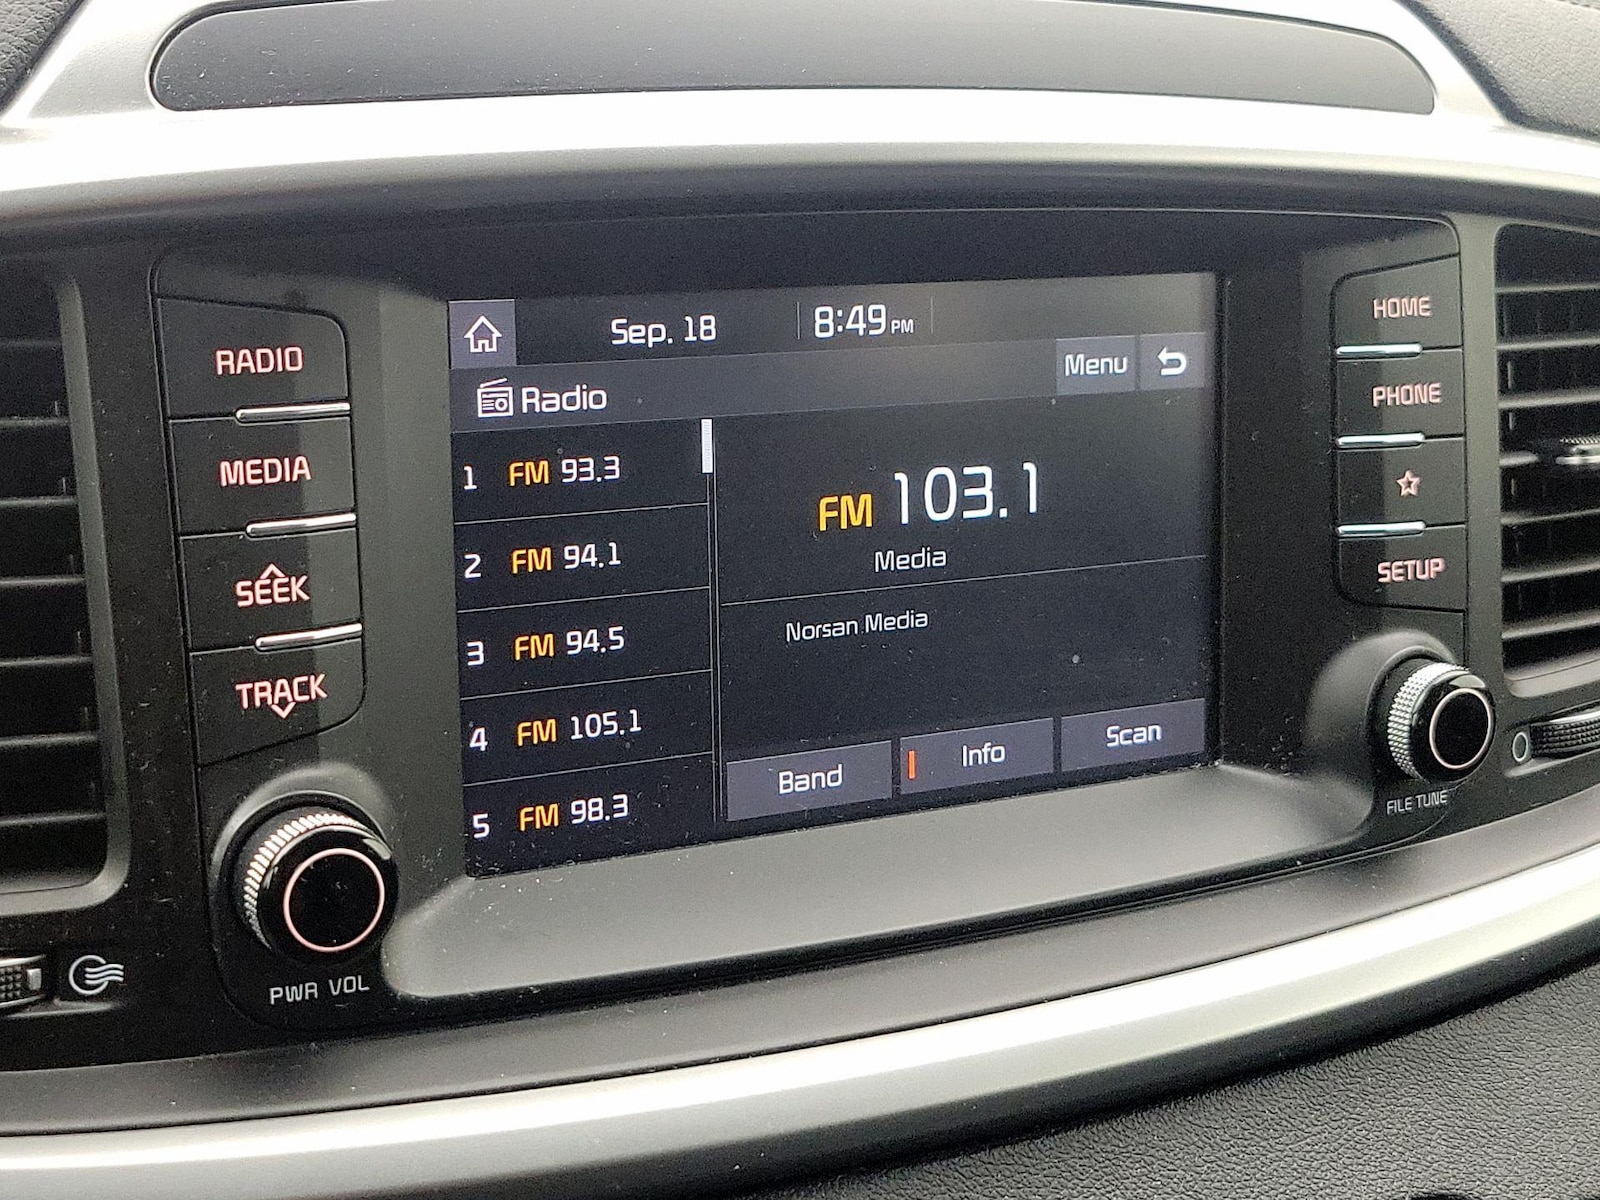 Sep. 18 8:49 PM
Radio Menu
1 FM 93.3
2 FM 94.1
3 FM 94.5
4 FM 105.1
5 FM 98.3
FM 103.1
Media
Norsan Media
Band Info Scan
RADIO
MEDIA
SEEK
TRACK
PWR VOL
HOME
PHONE
SETUP
FILE TUNE